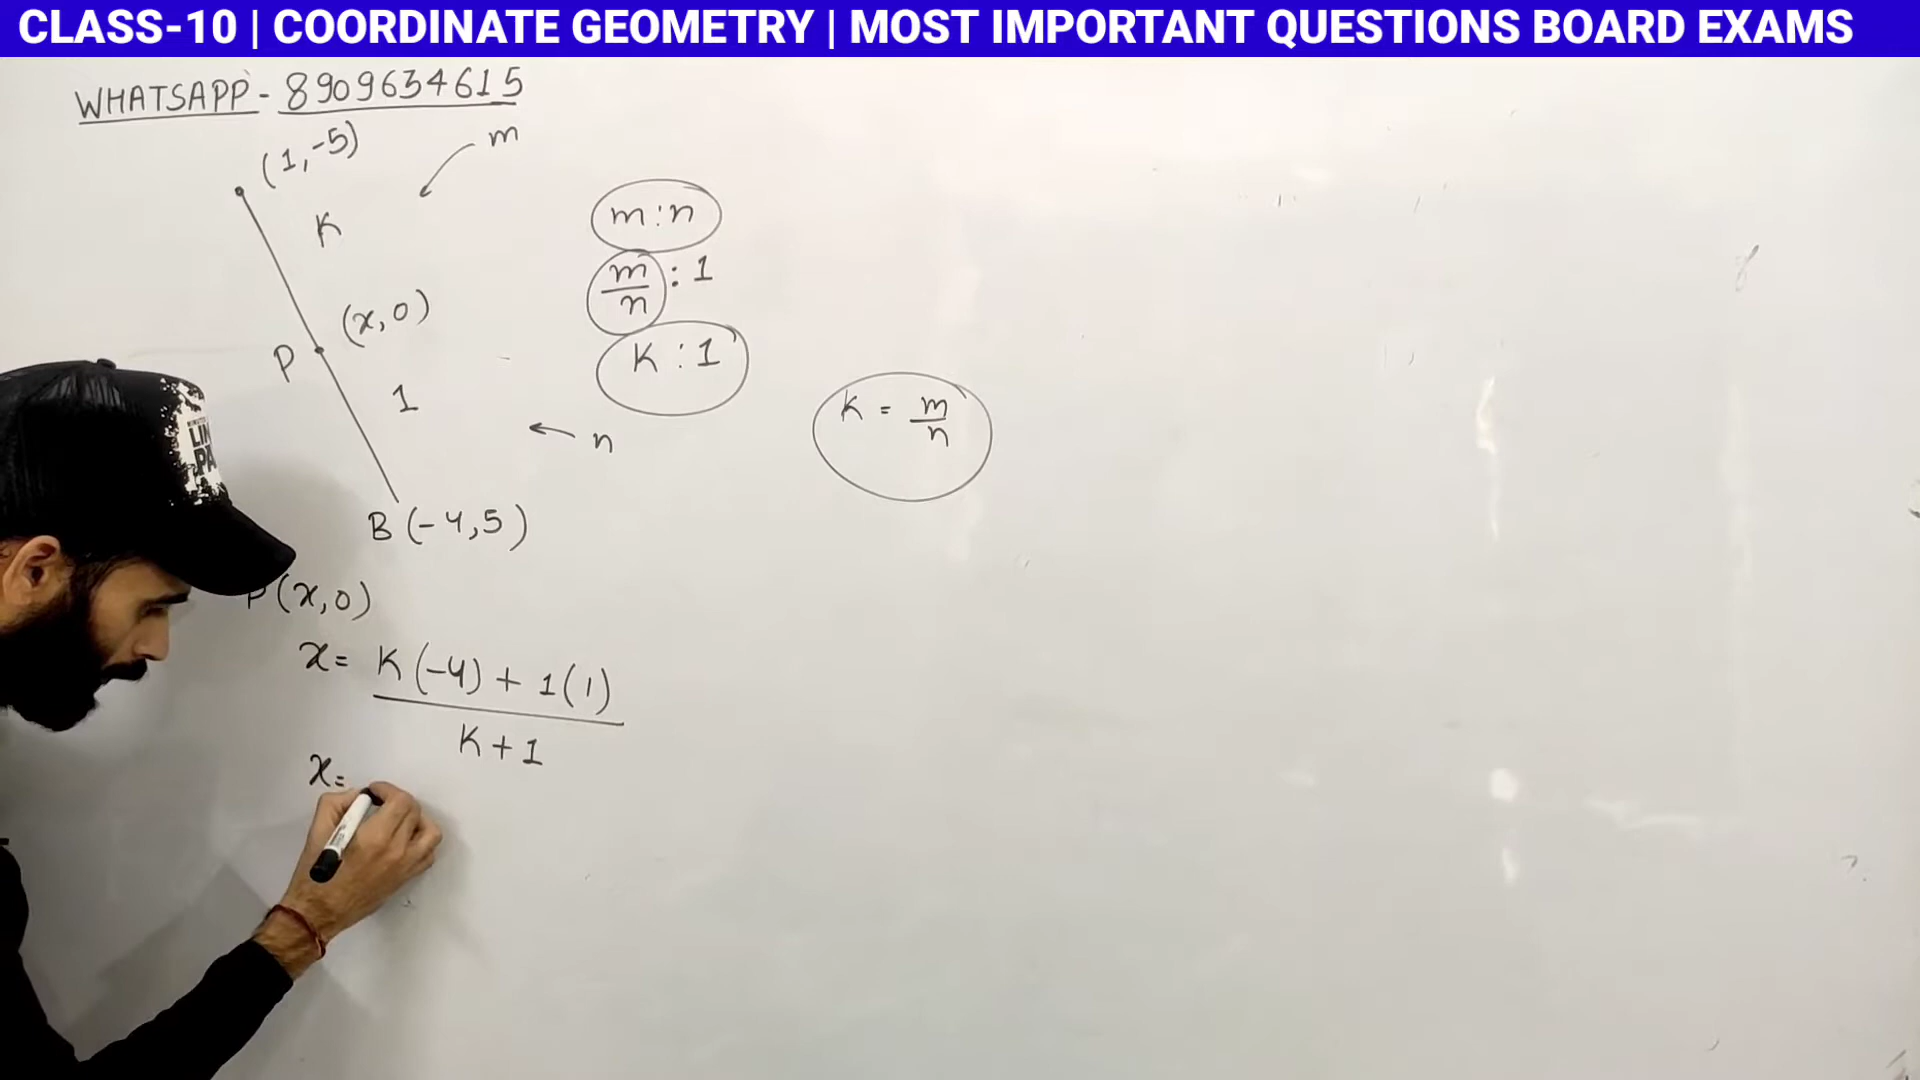 CLASS-10 | COORDINATE GEOMETRY | MOST IMPORTANT QUESTIONS BOARD EXAMS
WHATSAPP - 8909634615
(1,-5)
m
K
m:n
m/n : 1
(x,0)
P
K : 1
1
K = m/n
n
B (-4,5)
P(x,0)
x = K(-4) + 1(1)
K+1
x=